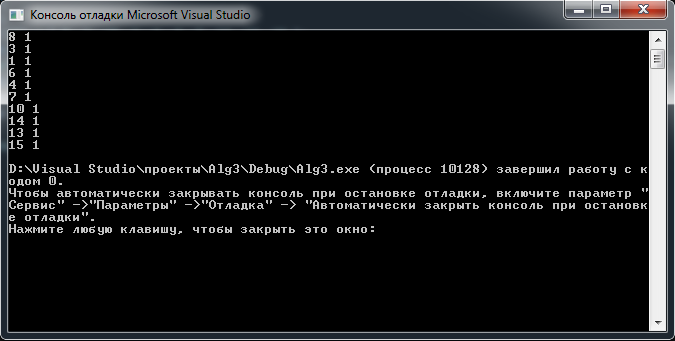 Консоль отладки Microsoft Visual Studio
8 1
3 1
1 1
6 1
4 1
7 1
10 1
14 1
13 1
15 1
D:\Visual Studio\проекты\Alg3\Debug\Alg3.exe (процесс 10128) завершил работу с к
одом 0.
Чтобы автоматически закрывать консоль при остановке отладки, включите параметр "
Сервис" ->"Параметры" ->"Отладка" -> "Автоматически закрыть консоль при остановк
е отладки".
Нажмите любую клавишу, чтобы закрыть это окно: